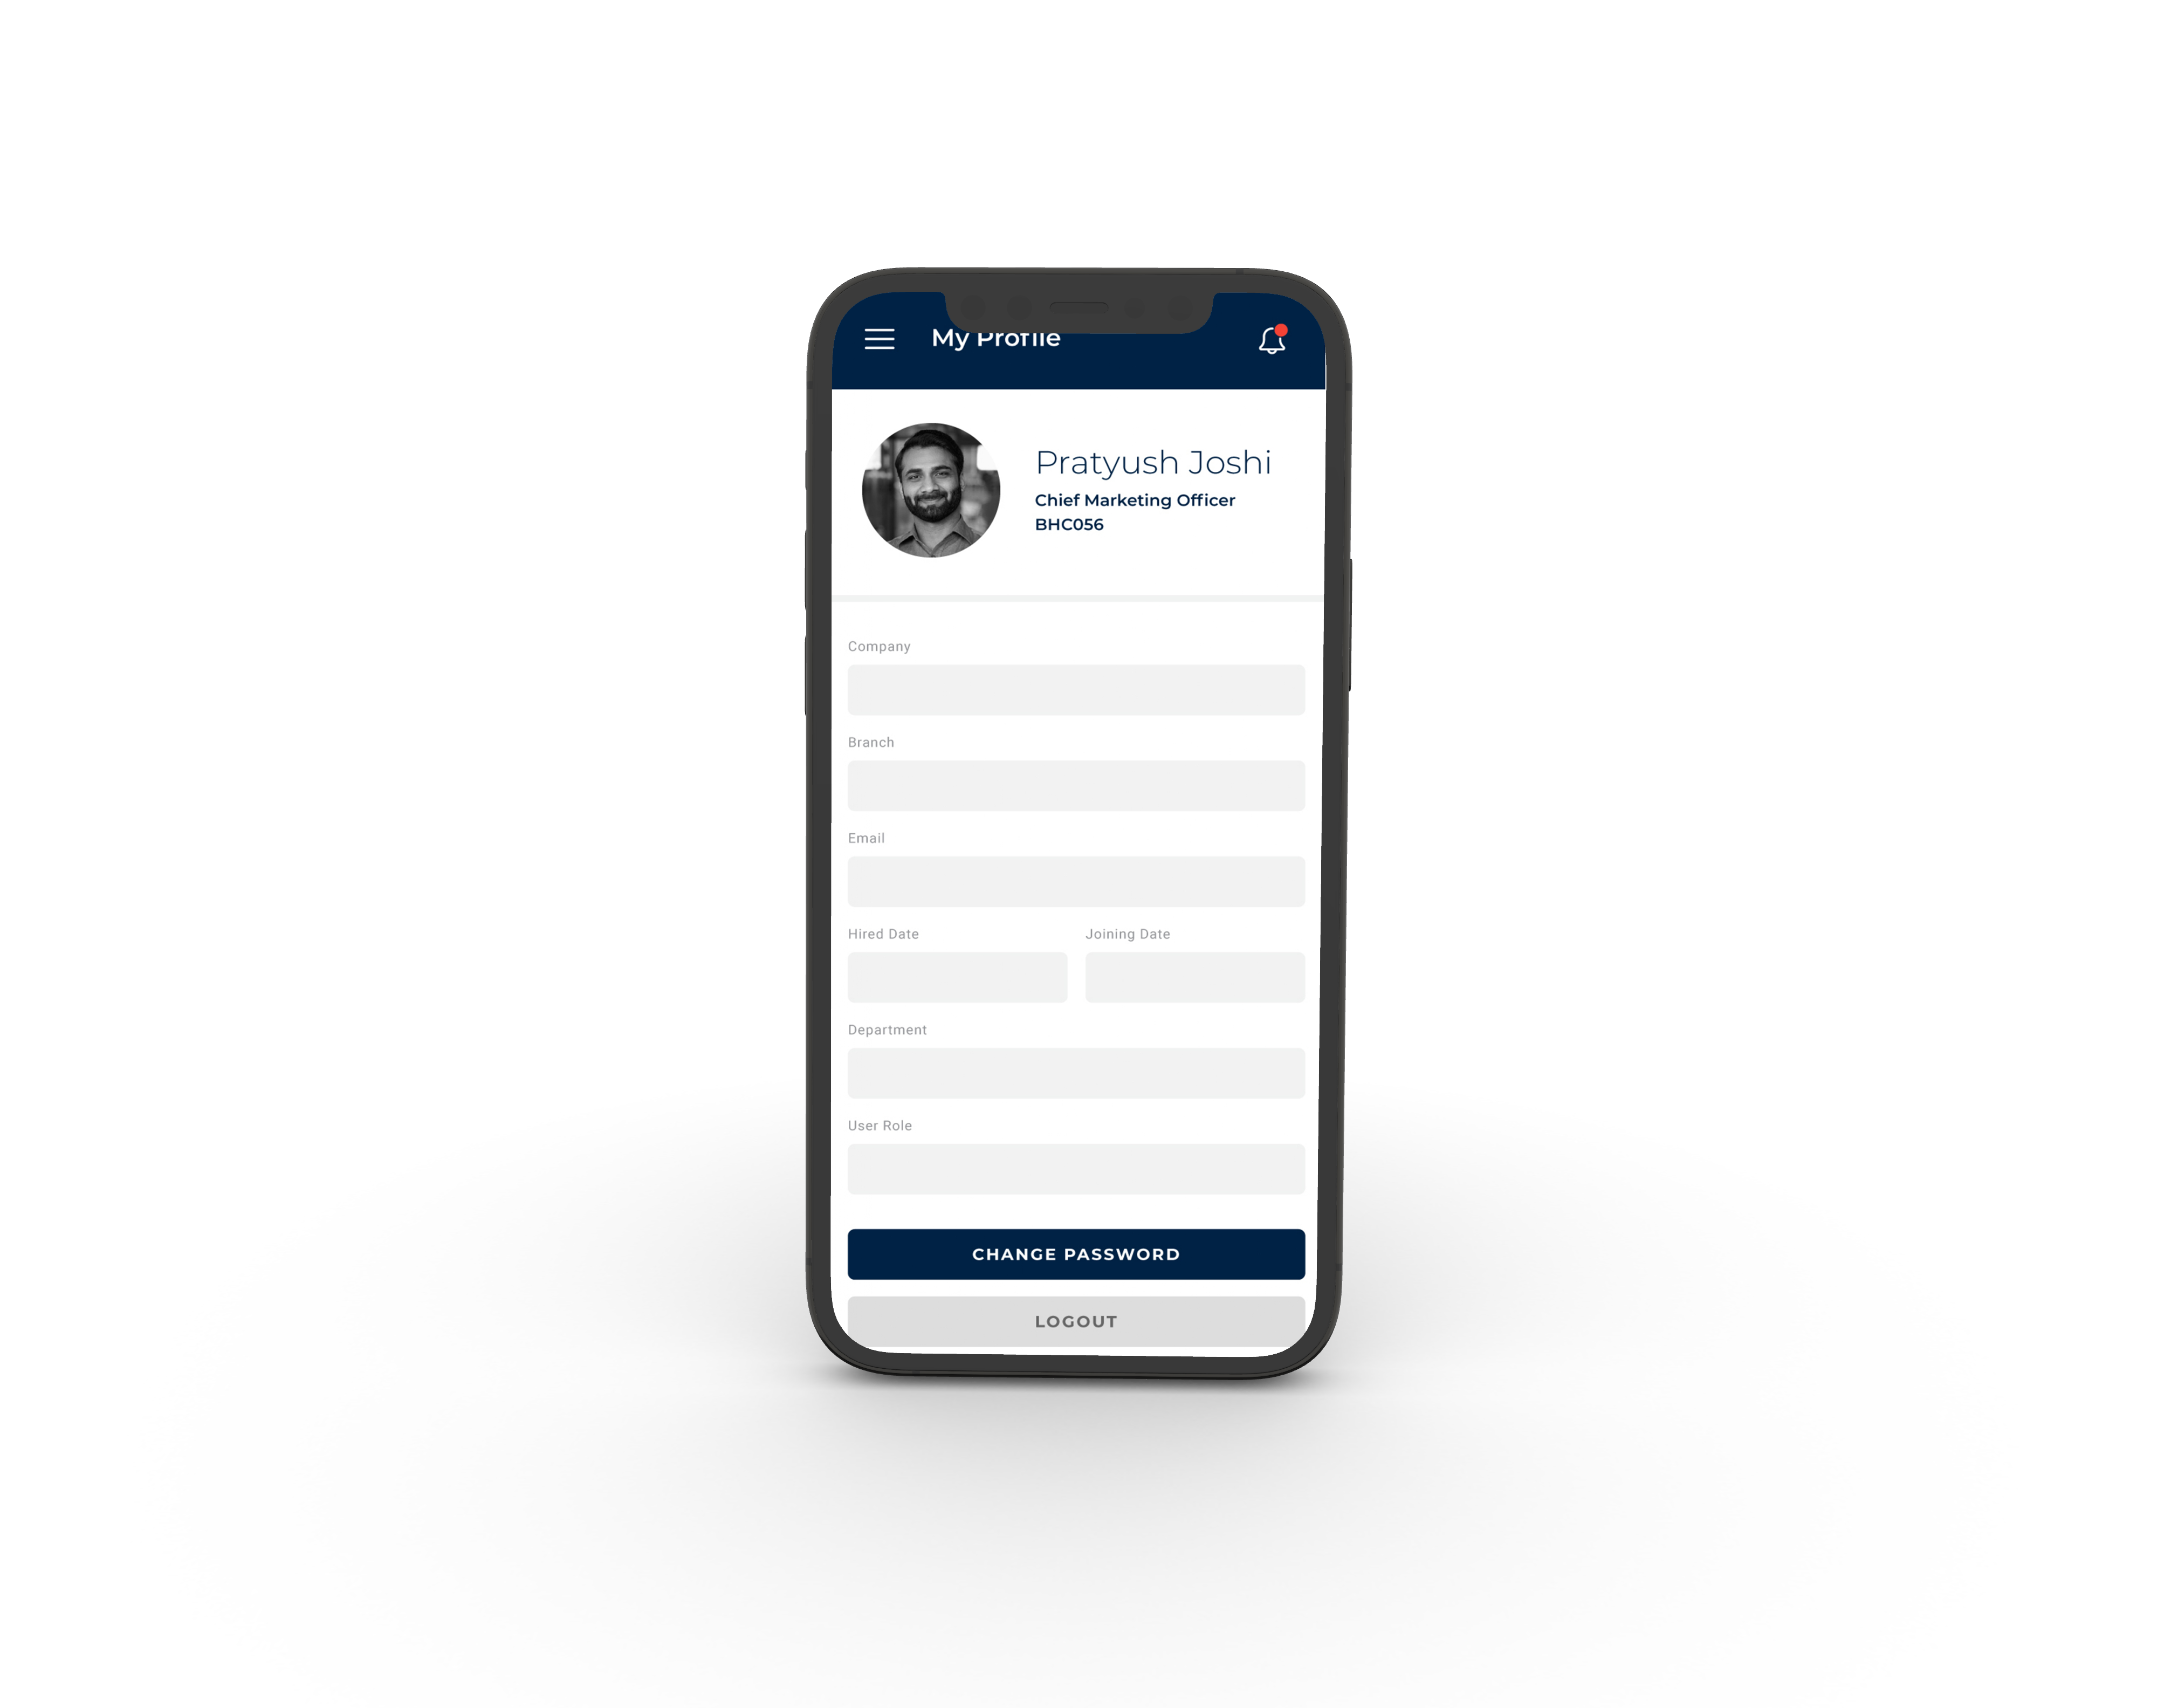 My Profile
Pratyush Joshi
Chief Marketing Officer
BHC056
Company
Branch
Email
Hired Date
Joining Date
Department
User Role
CHANGE PASSWORD
LOGOUT